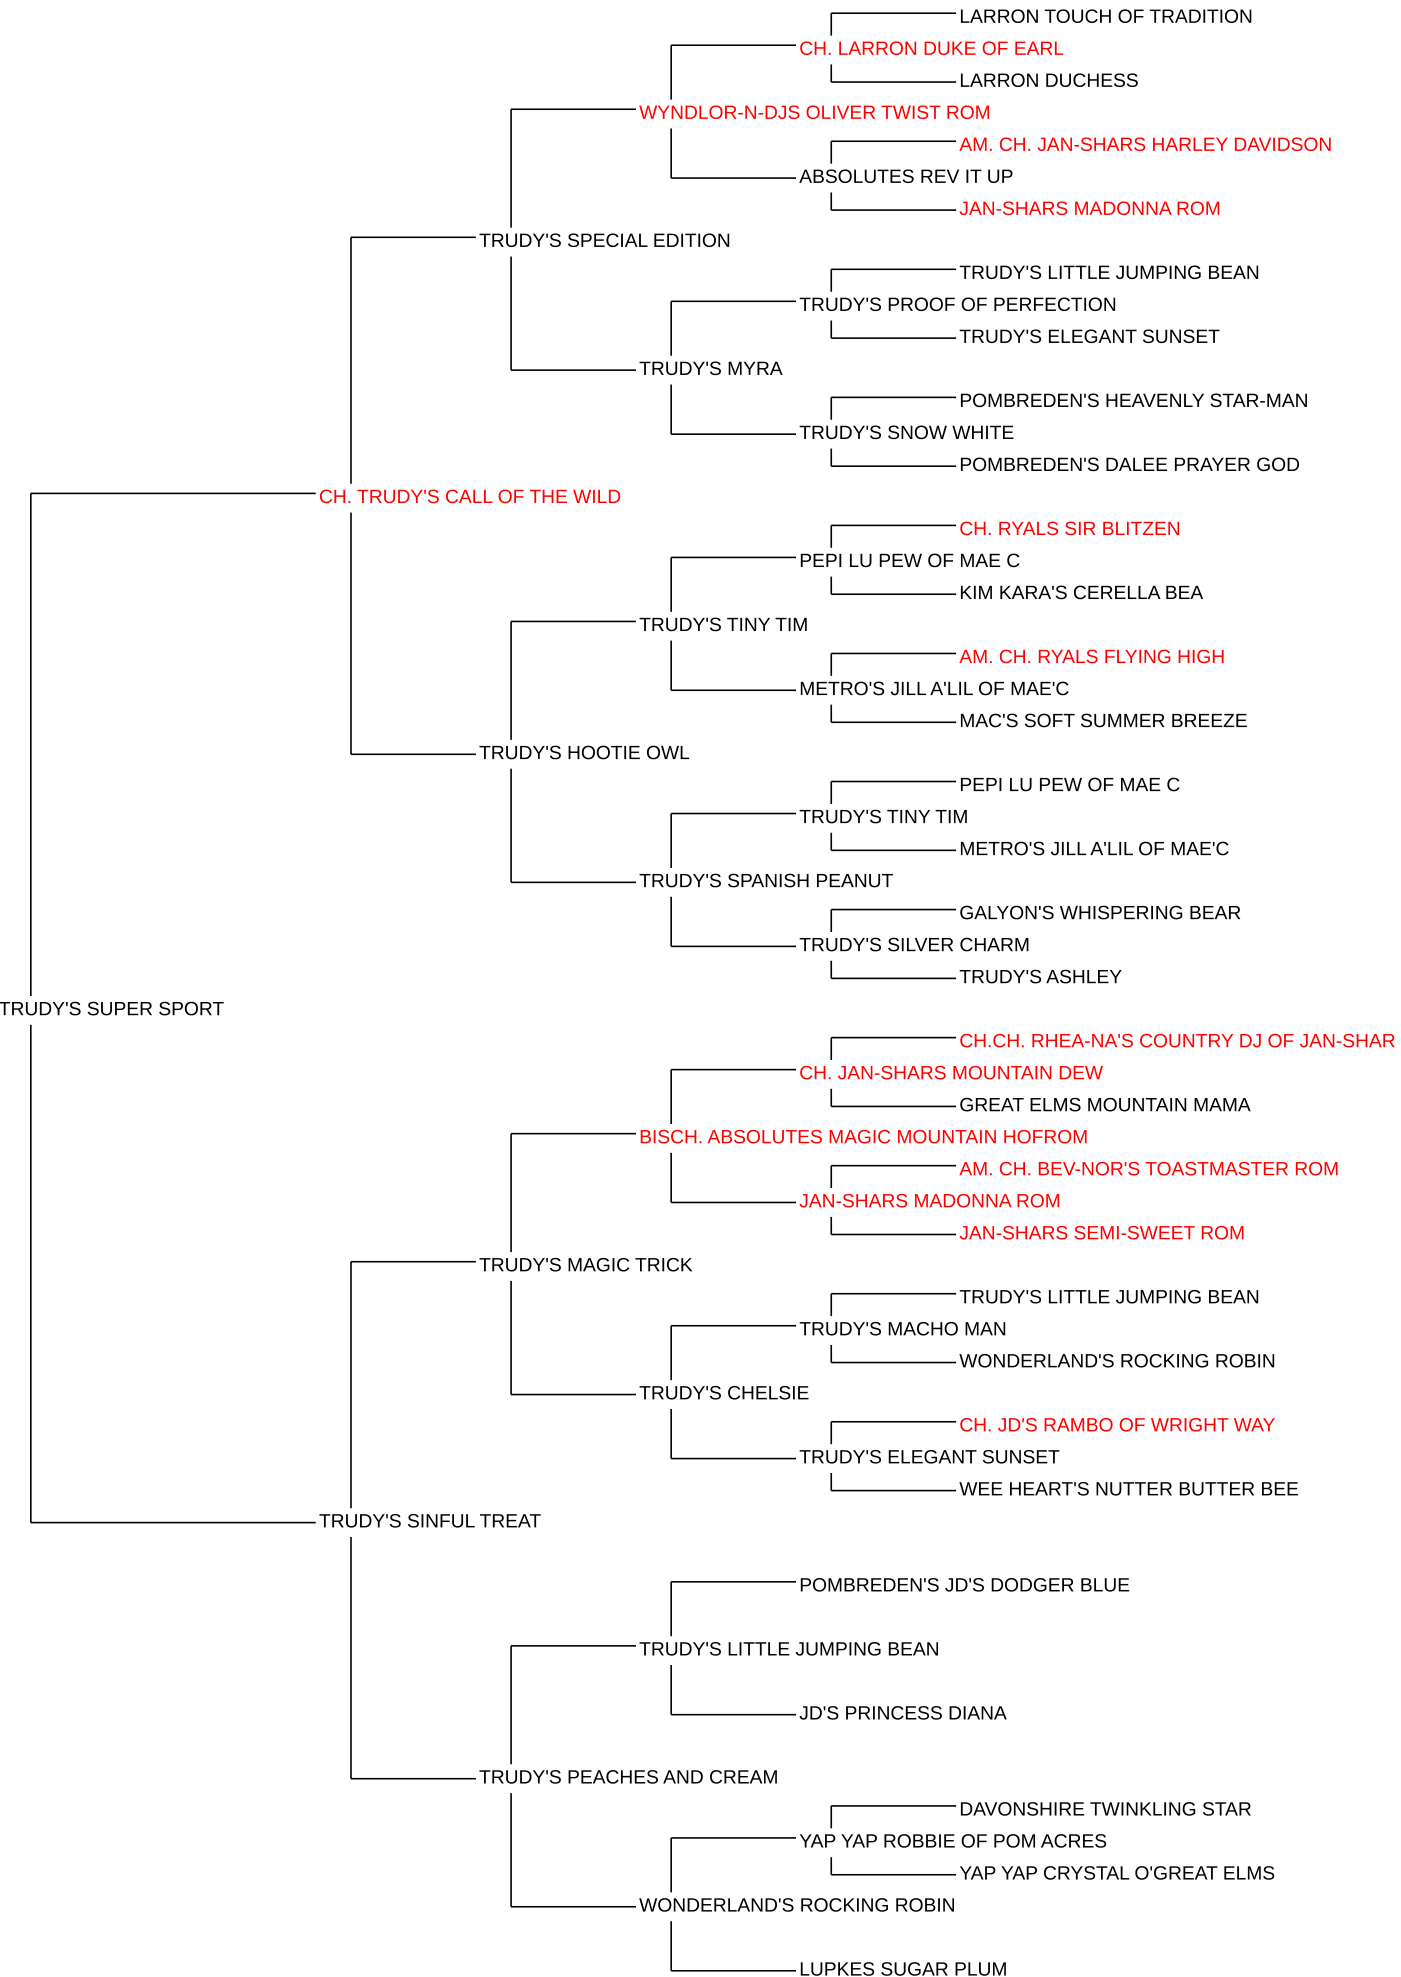 LARRON TOUCH OF TRADITION
CH. LARRON DUKE OF EARL
LARRON DUCHESS
WYNDLOR-N-DJS OLIVER TWIST ROM
AM. CH. JAN-SHARS HARLEY DAVIDSON
ABSOLUTES REV IT UP
JAN-SHARS MADONNA ROM
TRUDY'S SPECIAL EDITION
TRUDY'S LITTLE JUMPING BEAN
TRUDY'S PROOF OF PERFECTION
TRUDY'S ELEGANT SUNSET
TRUDY'S MYRA
POMBREDEN'S HEAVENLY STAR-MAN
TRUDY'S SNOW WHITE
POMBREDEN'S DALEE PRAYER GOD
CH. TRUDY'S CALL OF THE WILD
CH. RYALS SIR BLITZEN
PEPI LU PEW OF MAE C
KIM KARA'S CERELLA BEA
TRUDY'S TINY TIM
AM. CH. RYALS FLYING HIGH
METRO'S JILL A'LIL OF MAE'C
MAC'S SOFT SUMMER BREEZE
TRUDY'S HOOTIE OWL
PEPI LU PEW OF MAE C
TRUDY'S TINY TIM
METRO'S JILL A'LIL OF MAE'C
TRUDY'S SPANISH PEANUT
GALYON'S WHISPERING BEAR
TRUDY'S SILVER CHARM
TRUDY'S ASHLEY
TRUDY'S SUPER SPORT
CH.CH. RHEA-NA'S COUNTRY DJ OF JAN-SHAR
CH. JAN-SHARS MOUNTAIN DEW
GREAT ELMS MOUNTAIN MAMA
BISCH. ABSOLUTES MAGIC MOUNTAIN HOFROM
AM. CH. BEV-NOR'S TOASTMASTER ROM
JAN-SHARS MADONNA ROM
JAN-SHARS SEMI-SWEET ROM
TRUDY'S MAGIC TRICK
TRUDY'S LITTLE JUMPING BEAN
TRUDY'S MACHO MAN
WONDERLAND'S ROCKING ROBIN
TRUDY'S CHELSIE
CH. JD'S RAMBO OF WRIGHT WAY
TRUDY'S ELEGANT SUNSET
WEE HEART'S NUTTER BUTTER BEE
TRUDY'S SINFUL TREAT
POMBREDEN'S JD'S DODGER BLUE
TRUDY'S LITTLE JUMPING BEAN
JD'S PRINCESS DIANA
TRUDY'S PEACHES AND CREAM
DAVONSHIRE TWINKLING STAR
YAP YAP ROBBIE OF POM ACRES
YAP YAP CRYSTAL O'GREAT ELMS
WONDERLAND'S ROCKING ROBIN
LUPKES SUGAR PLUM